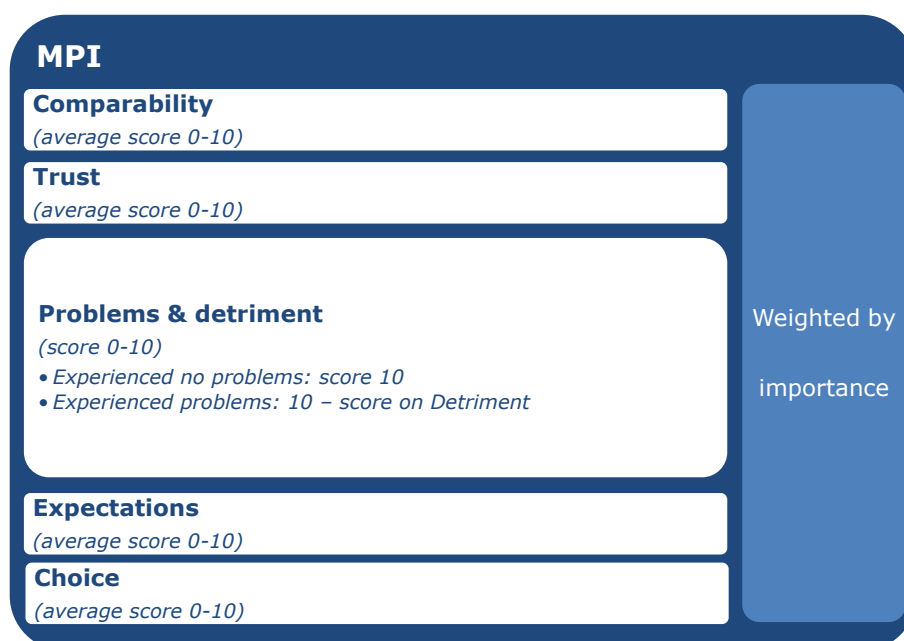 MPI
Comparability
(average score 0-10)
Trust
(average score 0-10)
Problems & detriment
(score 0-10)
• Experienced no problems: score 10
• Experienced problems: 10 – score on Detriment
Expectations
(average score 0-10)
Choice
(average score 0-10)
Weighted by
importance